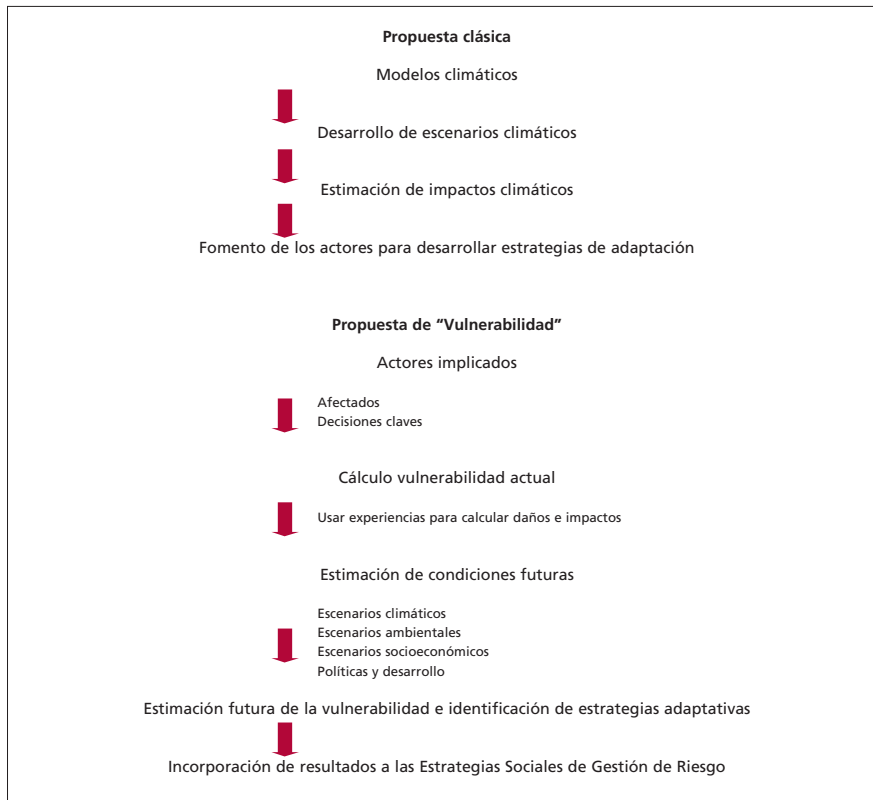 Propuesta clásica
Modelos climáticos
Desarrollo de escenarios climáticos
Estimación de impactos climáticos
Fomento de los actores para desarrollar estrategias de adaptación
Propuesta de “Vulnerabilidad”
Actores implicados
Afectados
Decisiones claves
Cálculo vulnerabilidad actual
Usar experiencias para calcular daños e impactos
Estimación de condiciones futuras
Escenarios climáticos
Escenarios ambientales
Escenarios socioeconómicos
Políticas y desarrollo
Estimación futura de la vulnerabilidad e identificación de estrategias adaptativas
Incorporación de resultados a las Estrategias Sociales de Gestión de Riesgo